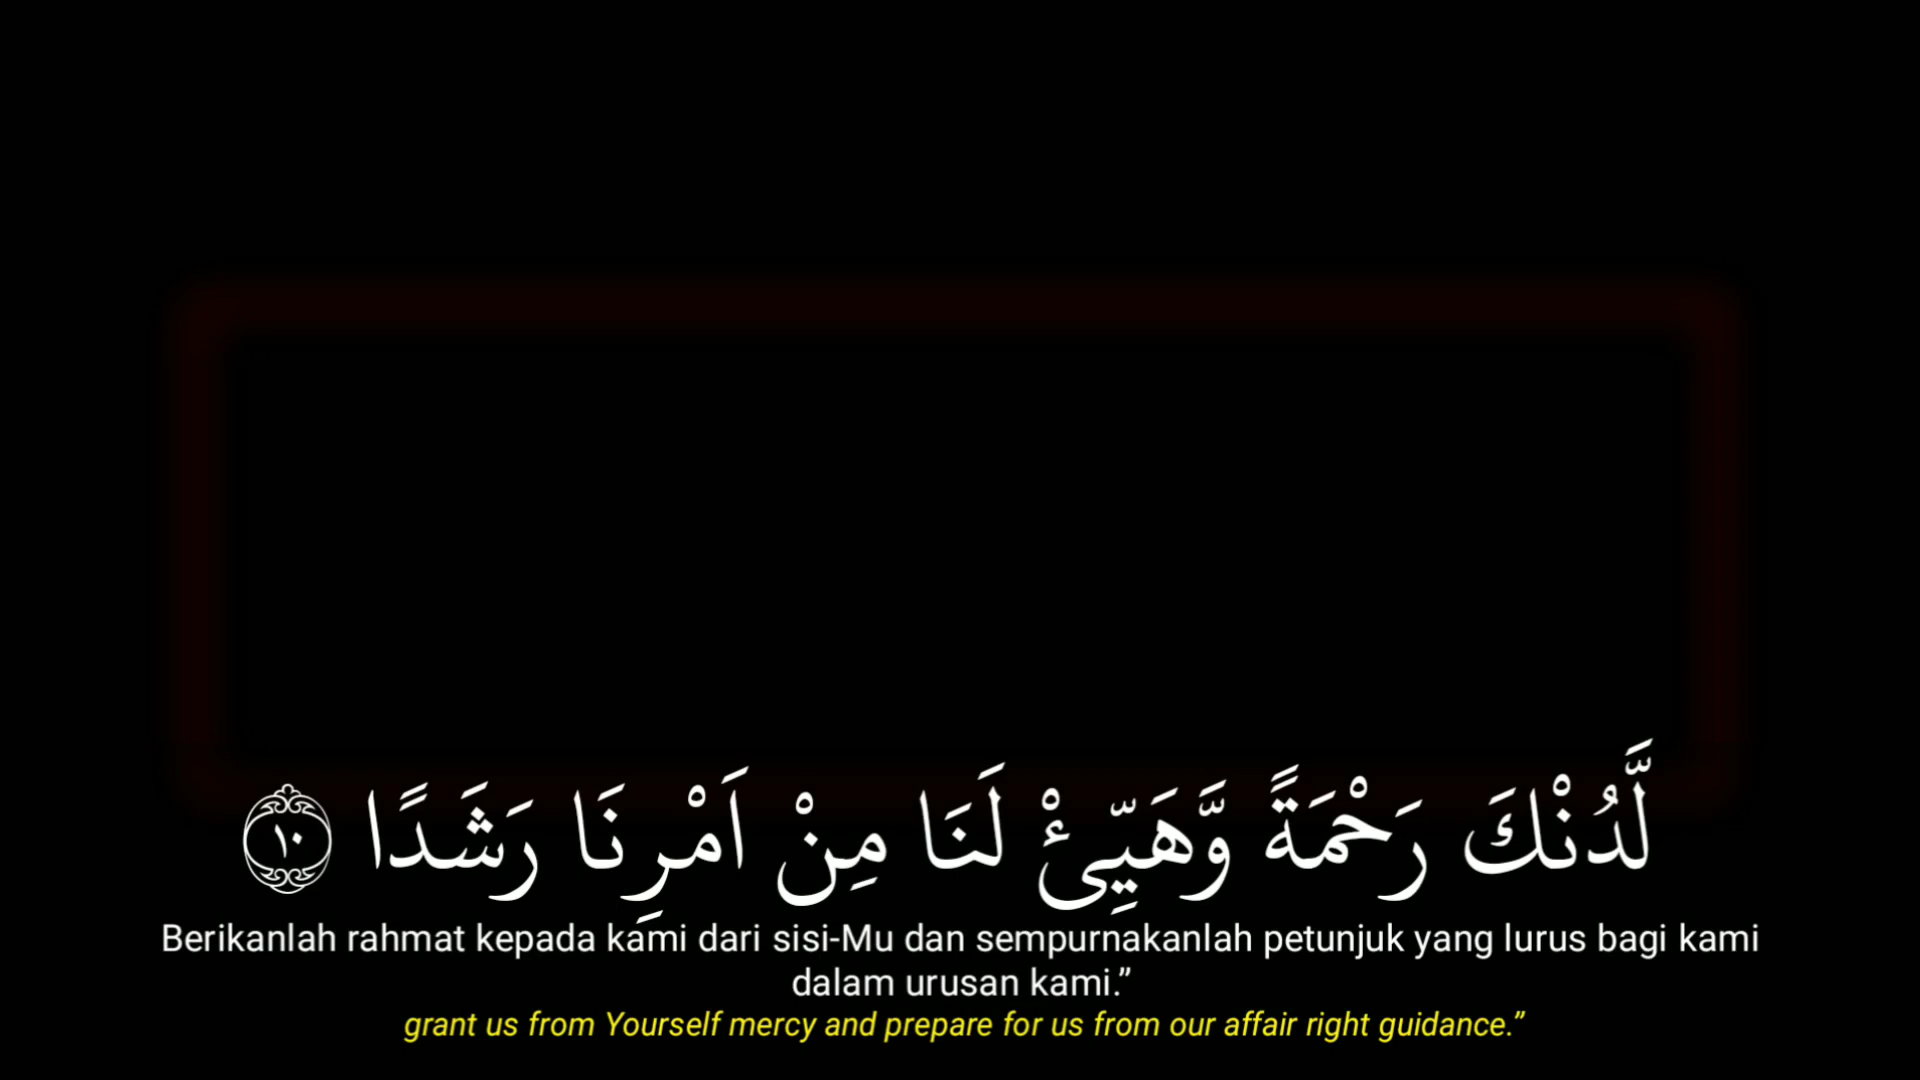 لَّدُنْكَ رَحْمَةً وَّهَيِّئْ لَنَا مِنْ اَمْرِنَا رَشَدًا ١٠
Berikanlah rahmat kepada kami dari sisi-Mu dan sempurnakanlah petunjuk yang lurus bagi kami
dalam urusan kami.”
grant us from Yourself mercy and prepare for us from our affair right guidance.”